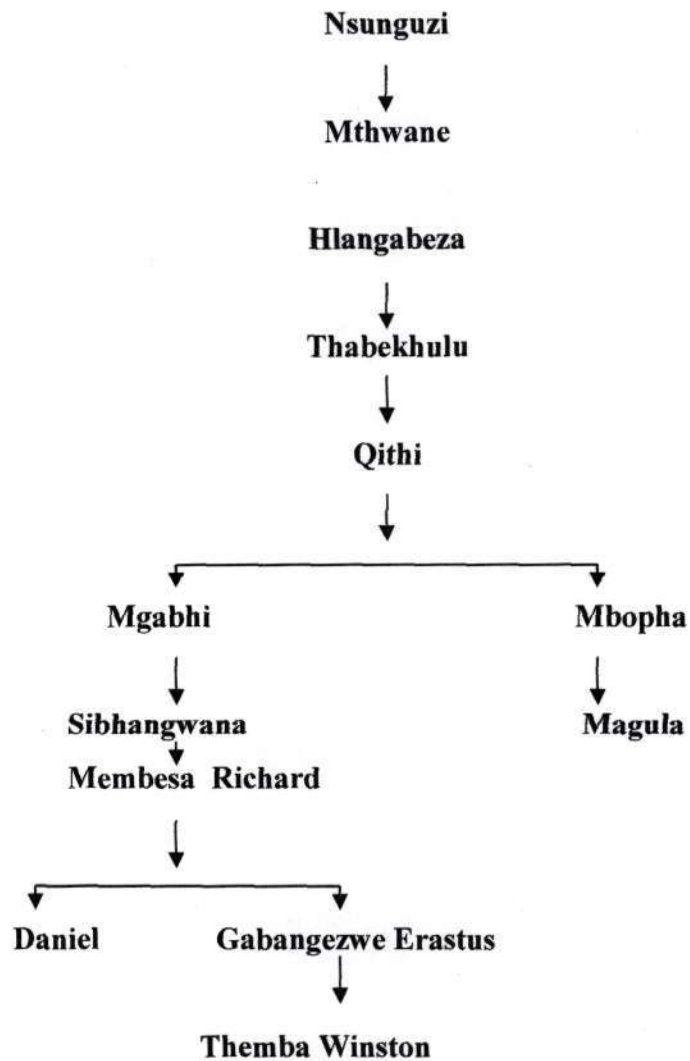 Nsunguzi
Mthwane
Hlangabeza
Thabekhulu
Qithi
Mgabhi Mbopha
Sibhangwana Magula
Membesa Richard
Daniel Gabangezwe Erastus
Themba Winston